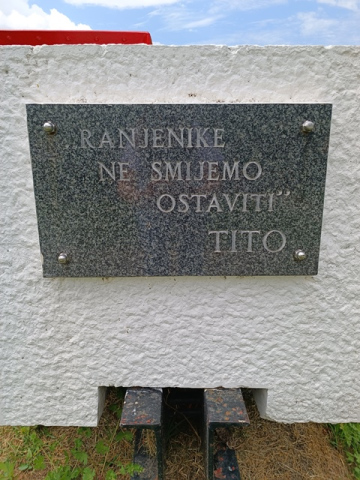 „RANJENIKE
NE SMIJEMO
OSTAVITI”
TITO